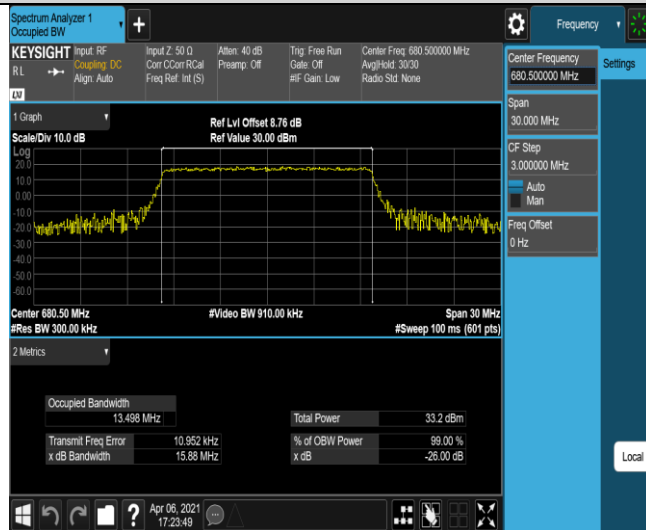 Spectrum Analyzer 1
Occupied BW
Frequency
KEYSIGHT
RL
LXI
Input: RF
Coupling: DC
Align: Auto
Input Z: 50 Ω
Corr CCorr RCal
Freq Ref: Int (S)
Atten: 40 dB
Preamp: Off
Trig: Free Run
Gate: Off
#IF Gain: Low
Center Freq: 680.500000 MHz
Avg|Hold: 30/30
Radio Std: None
Center Frequency
680.500000 MHz
Settings
Span
30.000 MHz
CF Step
3.000000 MHz
Auto
Man
Freq Offset
0 Hz
Local
1 Graph
Scale/Div 10.0 dB
Ref Lvl Offset 8.76 dB
Ref Value 30.00 dBm
Log
20.0
10.0
0.00
-10.0
-20.0
-30.0
-40.0
-50.0
-60.0
Center 680.50 MHz
#Res BW 300.00 kHz
#Video BW 910.00 kHz
Span 30 MHz
#Sweep 100 ms (601 pts)
2 Metrics
Occupied Bandwidth
13.498 MHz
Total Power 33.2 dBm
Transmit Freq Error 10.952 kHz
% of OBW Power 99.00 %
x dB Bandwidth 15.88 MHz
x dB -26.00 dB
?
Apr 06, 2021
17:23:49